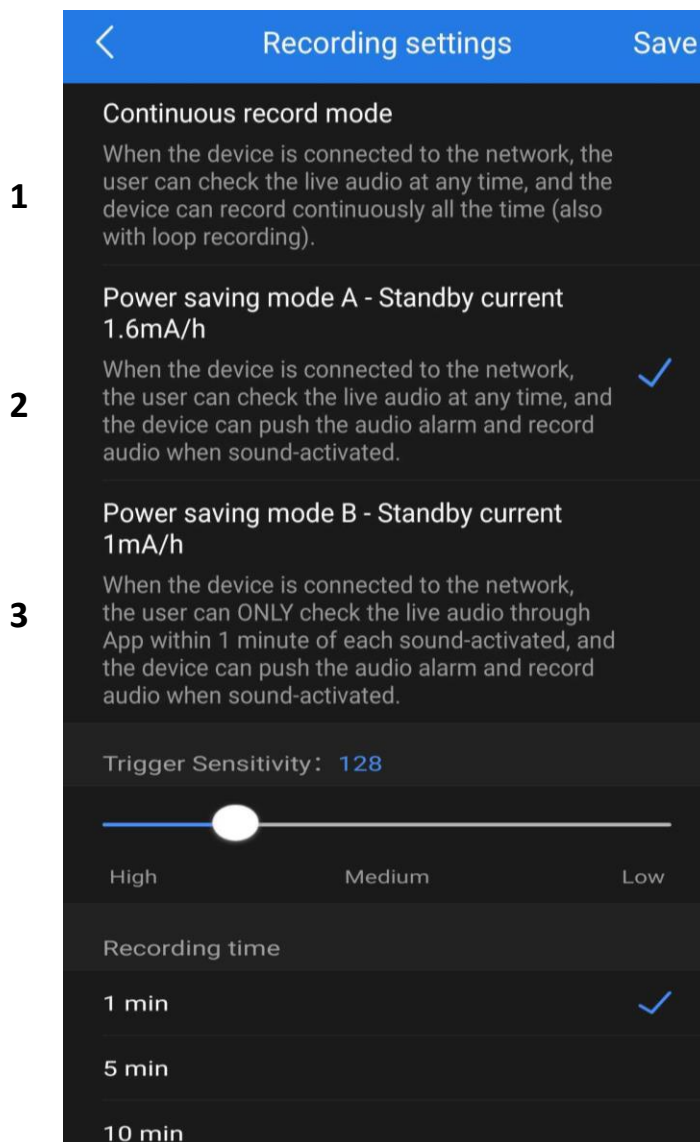 Recording settings Save
Continuous record mode
When the device is connected to the network, the
1 user can check the live audio at any time, and the
device can record continuously all the time (also
with loop recording).
Power saving mode A - Standby current
1.6mA/h
When the device is connected to the network,
2 the user can check the live audio at any time, and
the device can push the audio alarm and record
audio when sound-activated.
Power saving mode B - Standby current
1mA/h
When the device is connected to the network,
3 the user can ONLY check the live audio through
App within 1 minute of each sound-activated, and
the device can push the audio alarm and record
audio when sound-activated.
Trigger Sensitivity: 128
High Medium Low
Recording time
1 min
5 min
10 min